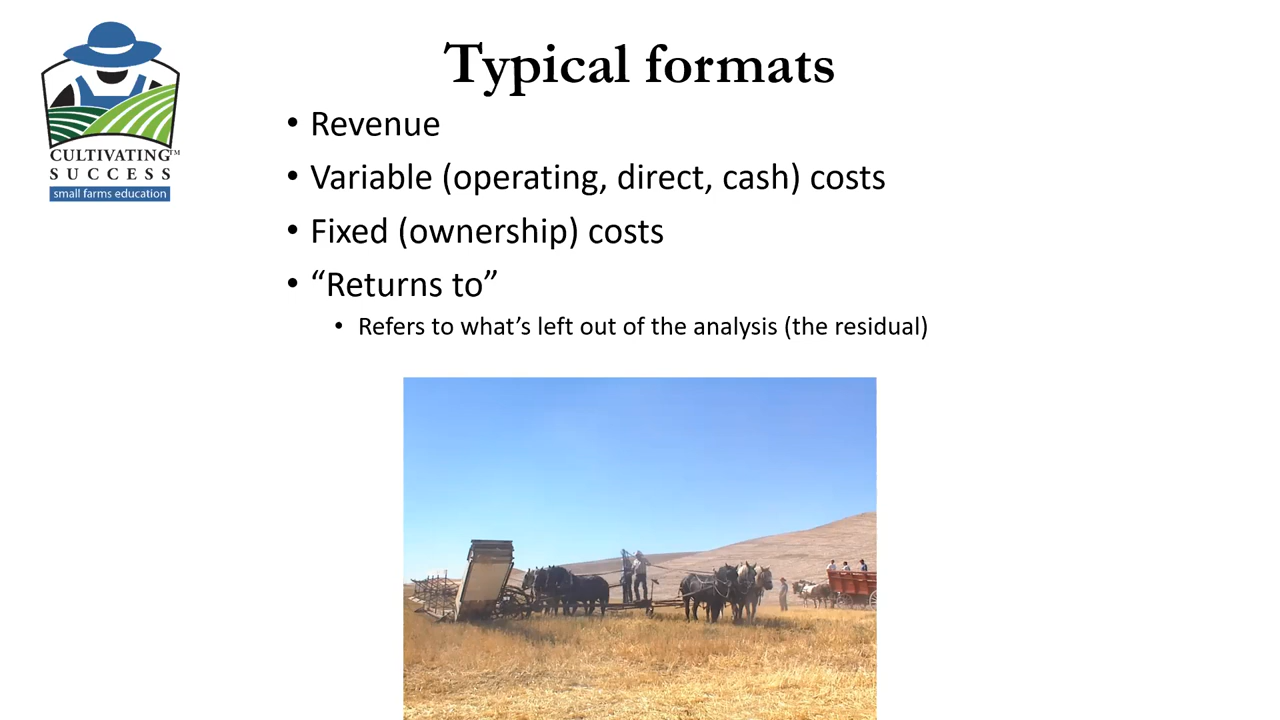 Typical formats
• Revenue
• Variable (operating, direct, cash) costs
• Fixed (ownership) costs
• “Returns to”
• Refers to what’s left out of the analysis (the residual)
CULTIVATING™
SUCCESS
small farms education